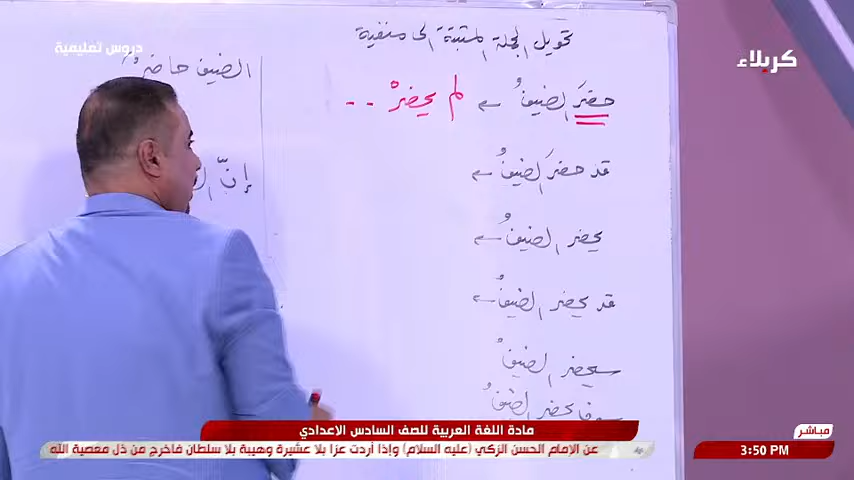 تحويل الجملة المثبتة الى منفية
حضرَ الضيفُ ← لم يحضرْ . .
قد حضرَ الضيفُ ←
يحضر الضيفُ ←
قد يحضر الضيفُ ←
سيحضر الضيفُ
سوف يحضر الضيفُ
الضيف حاضرٌ
إنّ
دروس تعليمية
كربلاء
مباشر
مادة اللغة العربية للصف السادس الاعدادي
عن الإمام الحسن الزكي (عليه السلام) وإذا أردت عزا بلا عشيرة وهيبة بلا سلطان فاخرج من ذل معصية الله
3:50 PM